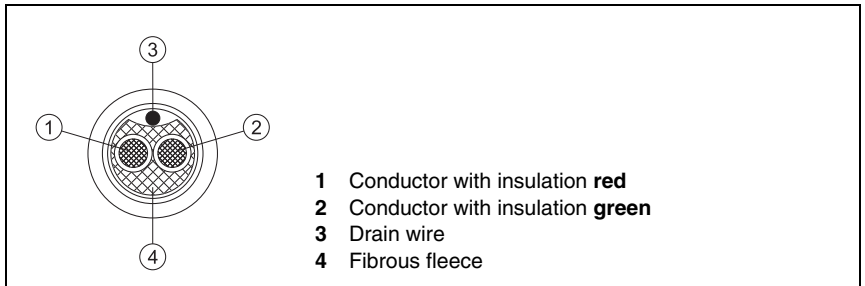 3
1
2
4
1 Conductor with insulation red
2 Conductor with insulation green
3 Drain wire
4 Fibrous fleece